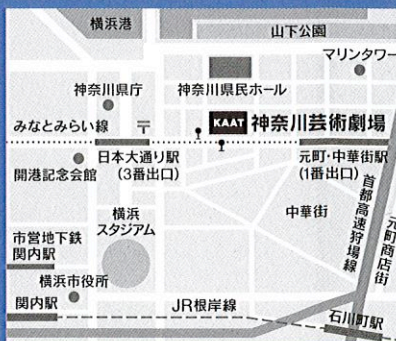 横浜港
山下公園
マリンタワー
神奈川県庁
神奈川県民ホール
みなとみらい線
〒
KAAT 神奈川芸術劇場
日本大通り駅
(3番出口)
元町・中華街駅
(1番出口)
開港記念会館
横浜
スタジアム
中華街
首都高速狩場線
元町商店街
市営地下鉄
関内駅
横浜市役所
関内駅
JR根岸線
石川町駅